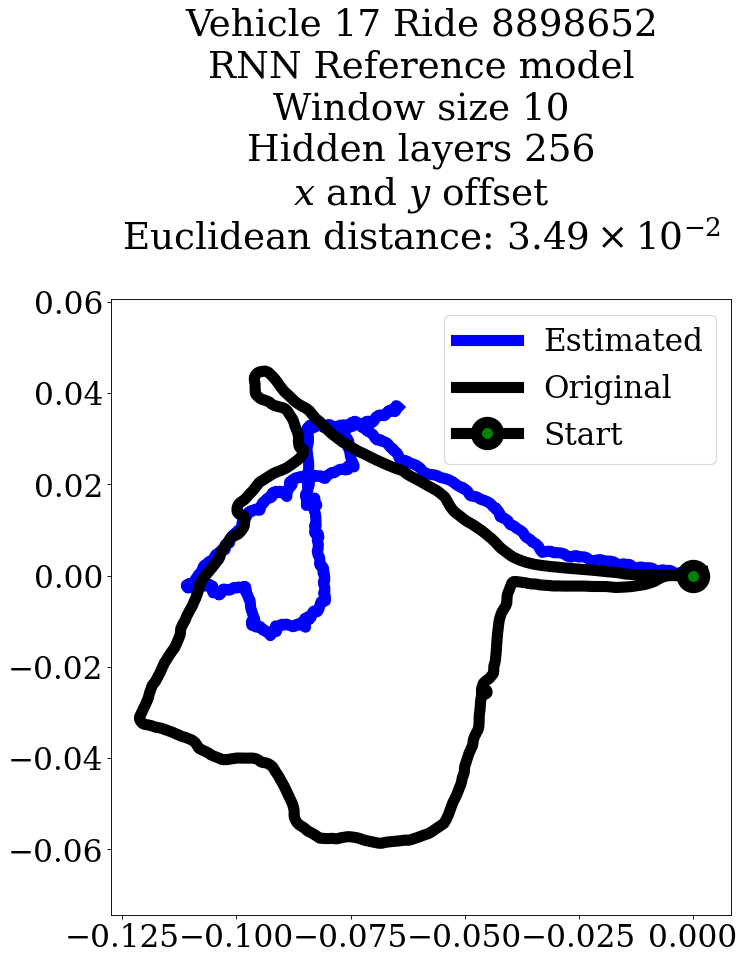 Vehicle 17 Ride 8898652
RNN Reference model
Window size 10
Hidden layers 256
x and y offset
Euclidean distance: 3.49 × 10⁻²
Estimated
Original
Start
0.06
0.04
0.02
0.00
−0.02
−0.04
−0.06
−0.125 −0.100 −0.075 −0.050 −0.025 0.000